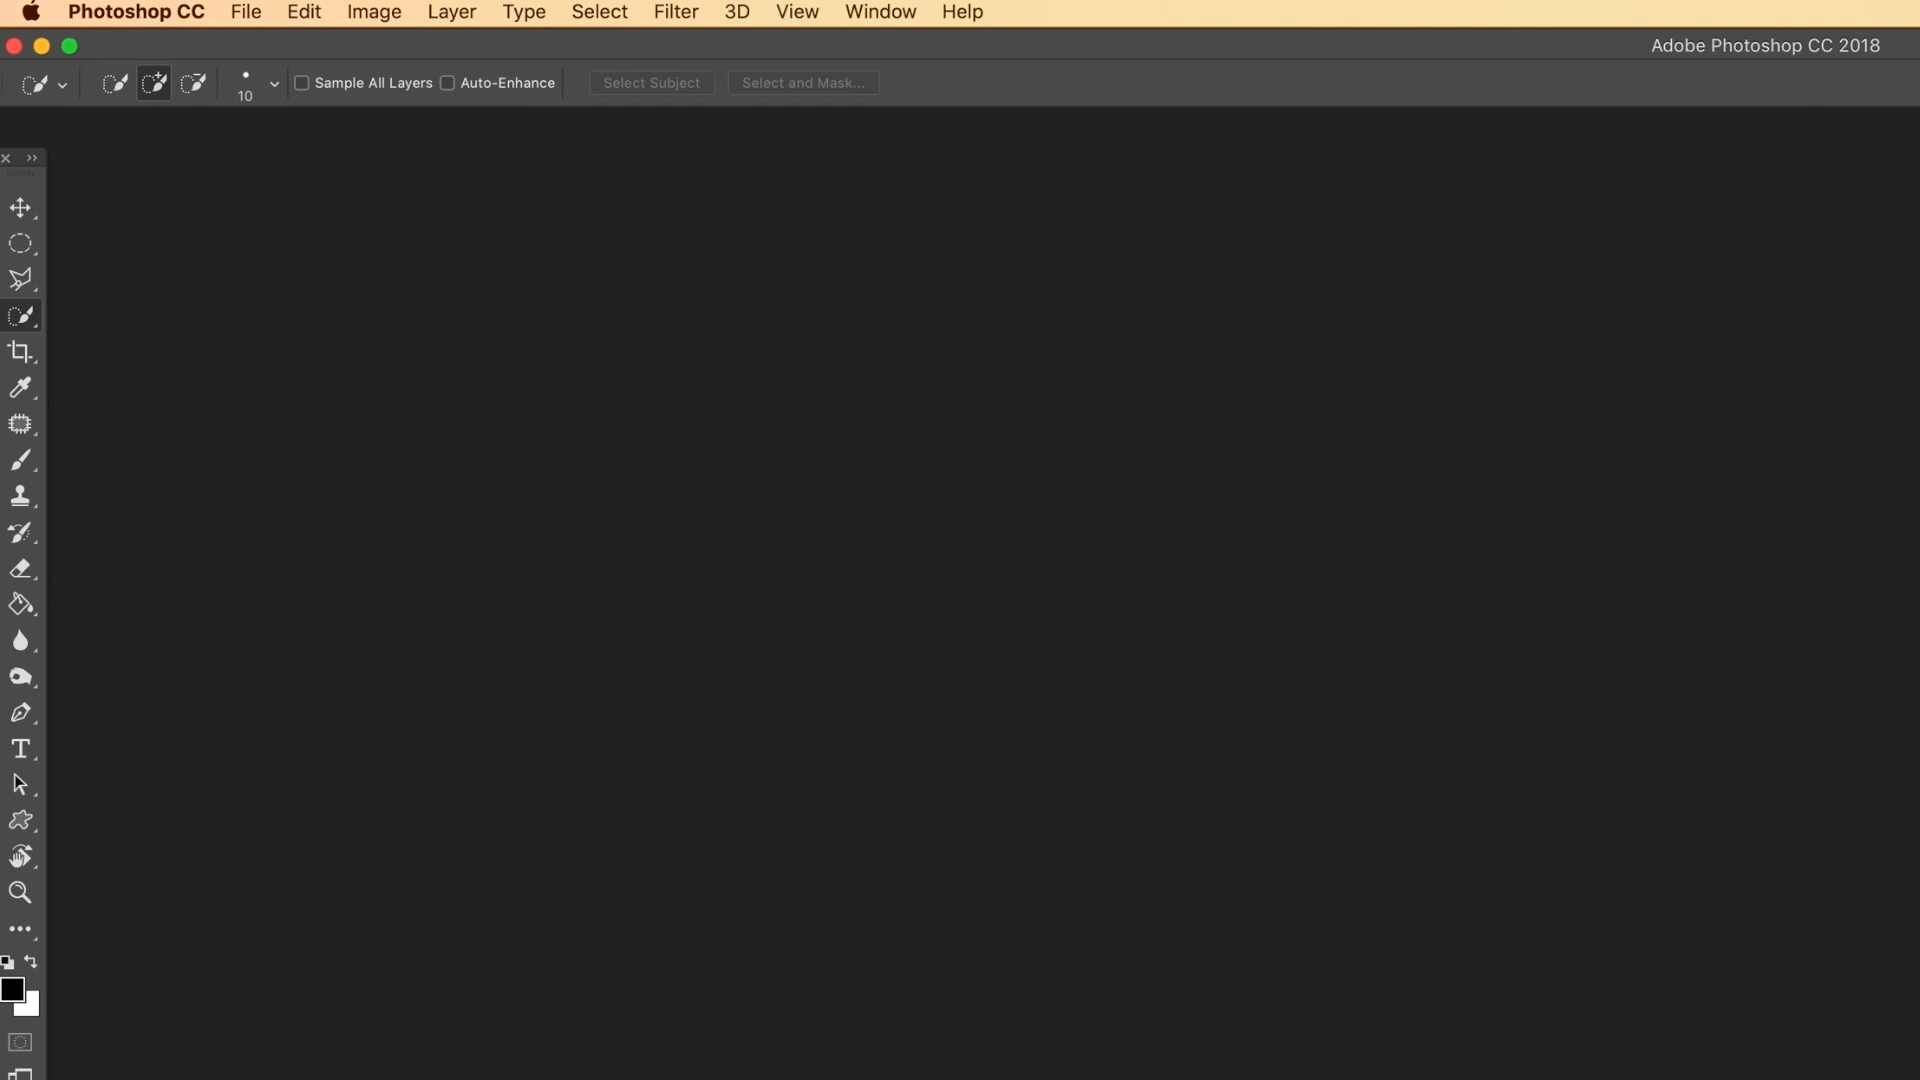 Photoshop CC File Edit Image Layer Type Select Filter 3D View Window Help
Adobe Photoshop CC 2018
10 Sample All Layers Auto-Enhance Select Subject Select and Mask...